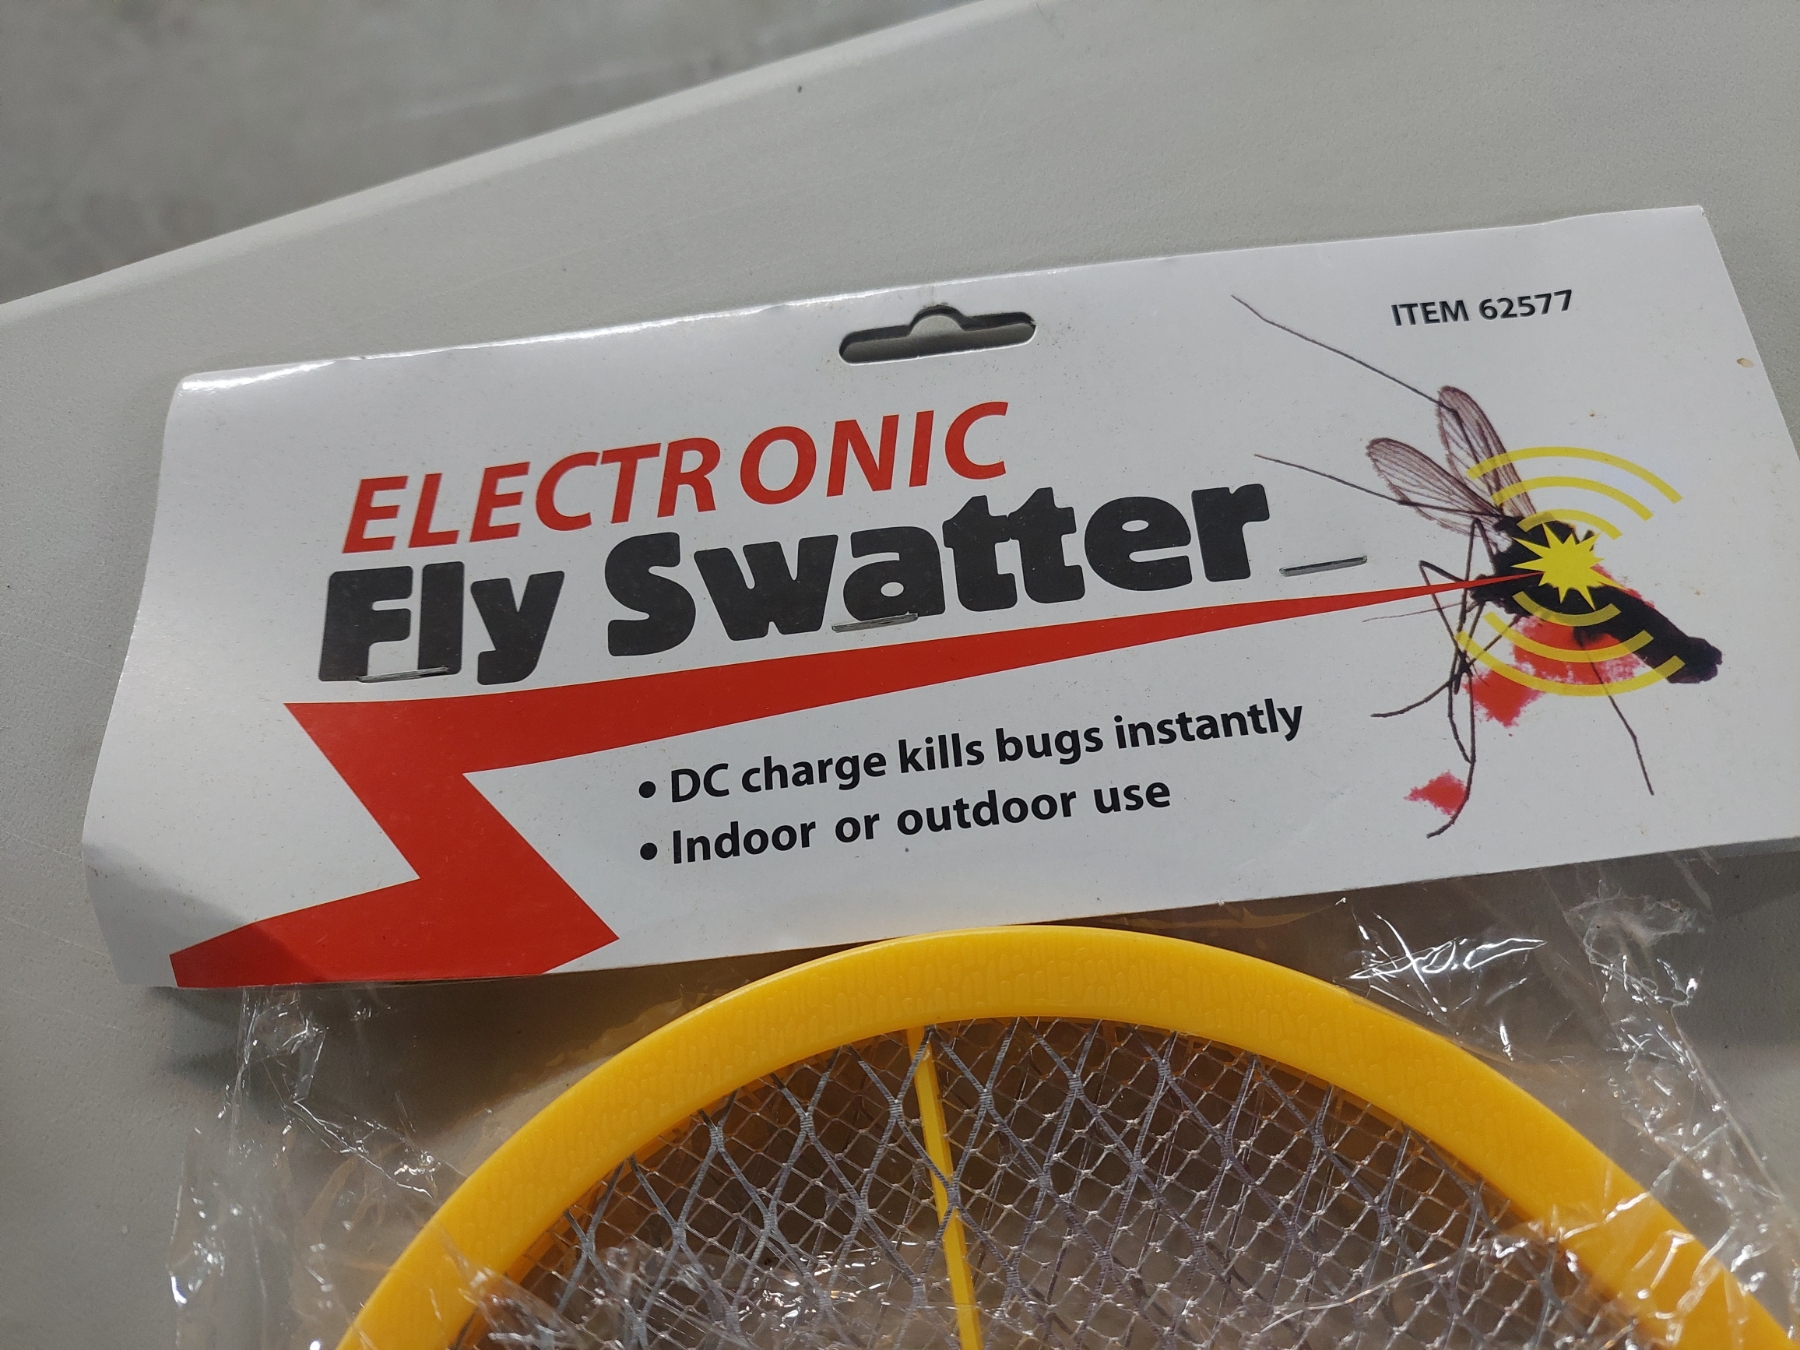 ITEM 62577
ELECTRONIC
Fly Swatter
• DC charge kills bugs instantly
• Indoor or outdoor use